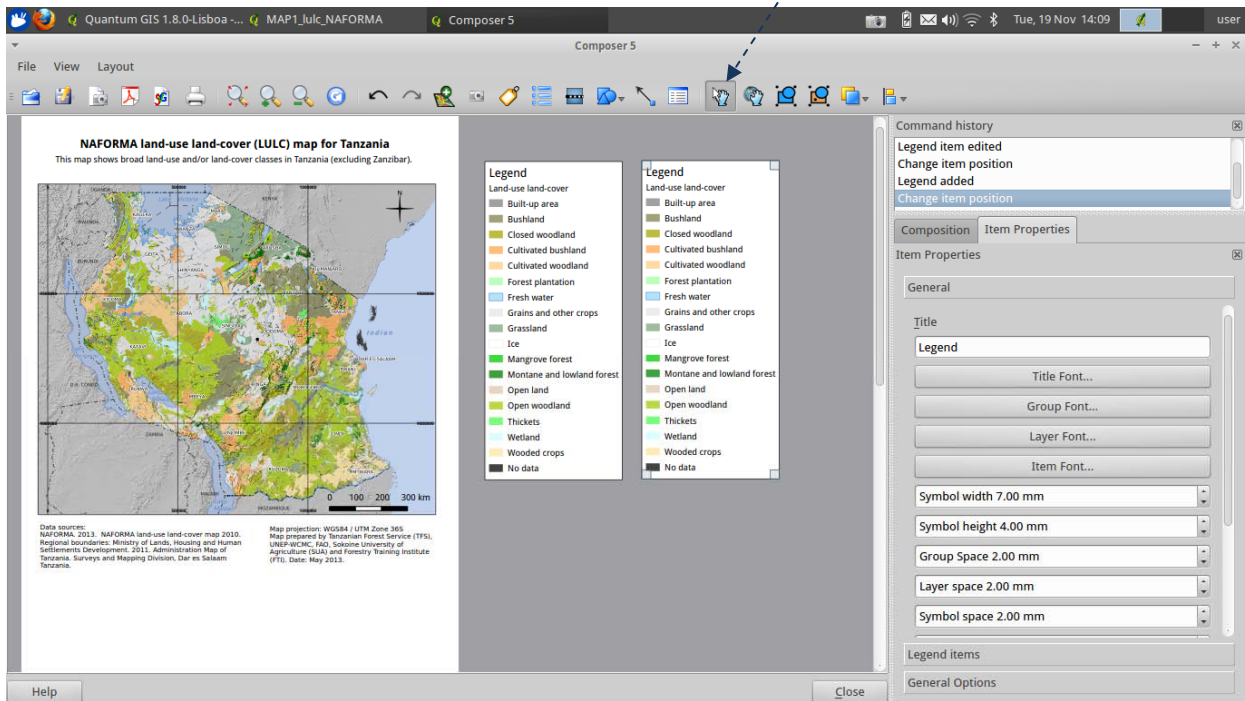 Quantum GIS 1.8.0-Lisboa -... MAP1_lulc_NAFORMA Composer 5 Tue, 19 Nov 14:09 user
Composer 5
File View Layout
NAFORMA land-use land-cover (LULC) map for Tanzania
This map shows broad land-use and/or land-cover classes in Tanzania (excluding Zanzibar).
N
Indian
0 100 200 300 km
Data sources:
NAFORMA. 2013. NAFORMA land-use land-cover map 2010.
Regional boundaries: Ministry of Lands, Housing and Human
Settlements Development. 2011. Administration Map of
Tanzania. Surveys and Mapping Division, Dar es Salaam
Tanzania.
Map projection: WGS84 / UTM Zone 36S
Map prepared by Tanzanian Forest Service (TFS),
UNEP-WCMC, FAO, Sokoine University of
Agriculture (SUA) and Forestry Training Institute
(FTI). Date: May 2013.
Legend
Land-use land-cover
Built-up area
Bushland
Closed woodland
Cultivated bushland
Cultivated woodland
Forest plantation
Fresh water
Grains and other crops
Grassland
Ice
Mangrove forest
Montane and lowland forest
Open land
Open woodland
Thickets
Wetland
Wooded crops
No data
Legend
Land-use land-cover
Built-up area
Bushland
Closed woodland
Cultivated bushland
Cultivated woodland
Forest plantation
Fresh water
Grains and other crops
Grassland
Ice
Mangrove forest
Montane and lowland forest
Open land
Open woodland
Thickets
Wetland
Wooded crops
No data
Command history
Legend item edited
Change item position
Legend added
Change item position
Composition Item Properties
Item Properties
General
Title
Legend
Title Font...
Group Font...
Layer Font...
Item Font...
Symbol width 7.00 mm
Symbol height 4.00 mm
Group Space 2.00 mm
Layer space 2.00 mm
Symbol space 2.00 mm
Legend items
General Options
Help Close